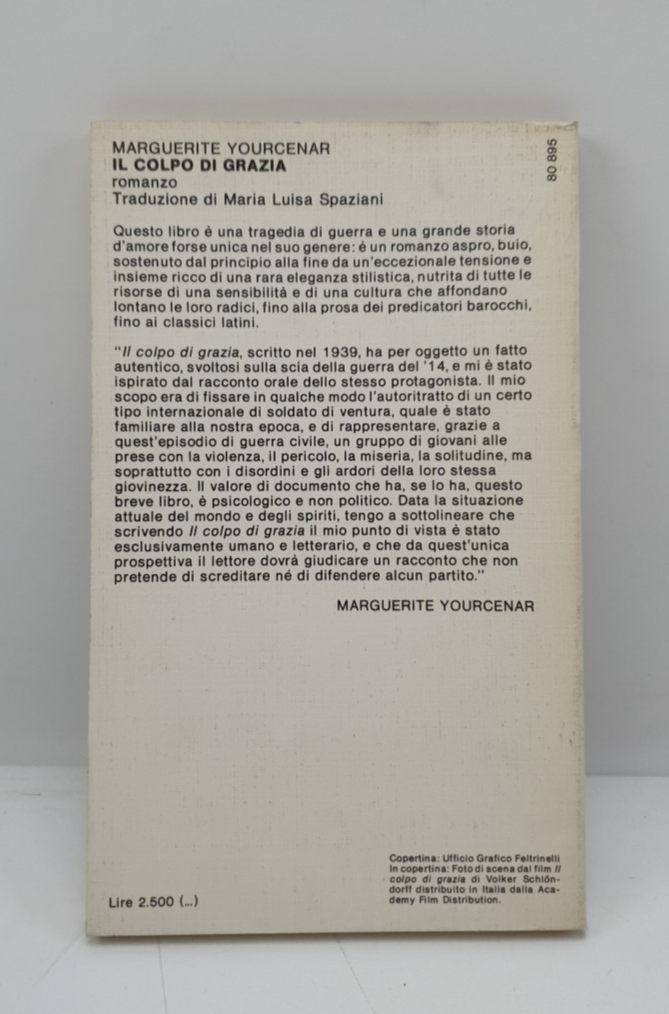 MARGUERITE YOURCENAR
IL COLPO DI GRAZIA
romanzo
Traduzione di Maria Luisa Spaziani
80 895
Questo libro è una tragedia di guerra e una grande storia
d'amore forse unica nel suo genere: è un romanzo aspro, buio,
sostenuto dal principio alla fine da un'eccezionale tensione e
insieme ricco di una rara eleganza stilistica, nutrita di tutte le
risorse di una sensibilità e di una cultura che affondano
lontano le loro radici, fino alla prosa dei predicatori barocchi,
fino ai classici latini.
"Il colpo di grazia, scritto nel 1939, ha per oggetto un fatto
autentico, svoltosi sulla scia della guerra del '14, e mi è stato
ispirato dal racconto orale dello stesso protagonista. Il mio
scopo era di fissare in qualche modo l'autoritratto di un certo
tipo internazionale di soldato di ventura, quale è stato
familiare alla nostra epoca, e di rappresentare, grazie a
quest'episodio di guerra civile, un gruppo di giovani alle
prese con la violenza, il pericolo, la miseria, la solitudine, ma
soprattutto con i disordini e gli ardori della loro stessa
giovinezza. Il valore di documento che ha, se lo ha, questo
breve libro, è psicologico e non politico. Data la situazione
attuale del mondo e degli spiriti, tengo a sottolineare che
scrivendo Il colpo di grazia il mio punto di vista è stato
esclusivamente umano e letterario, e che da quest'unica
prospettiva il lettore dovrà giudicare un racconto che non
pretende di screditare né di difendere alcun partito."
MARGUERITE YOURCENAR
Copertina: Ufficio Grafico Feltrinelli
In copertina: Foto di scena dal film Il
colpo di grazia di Volker Schlön-
dorff distribuito in Italia dalla Aca-
demy Film Distribution.
Lire 2.500 (...)